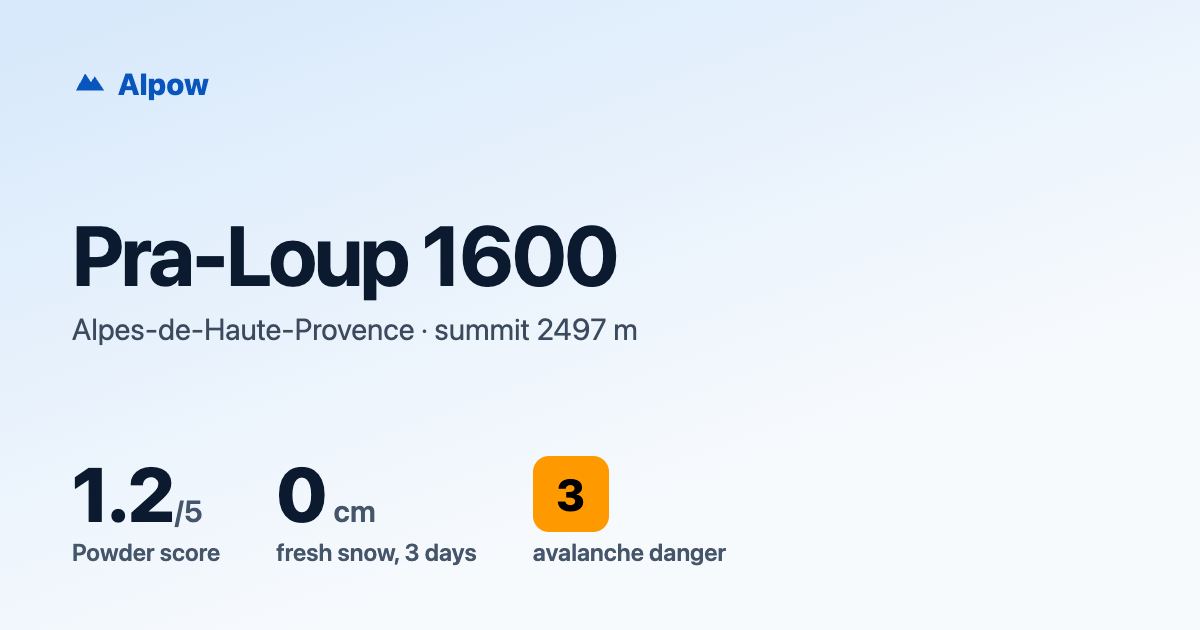 Alpow
Pra-Loup 1600
Alpes-de-Haute-Provence · summit 2497 m
1.2/5
Powder score
0 cm
fresh snow, 3 days
3
avalanche danger